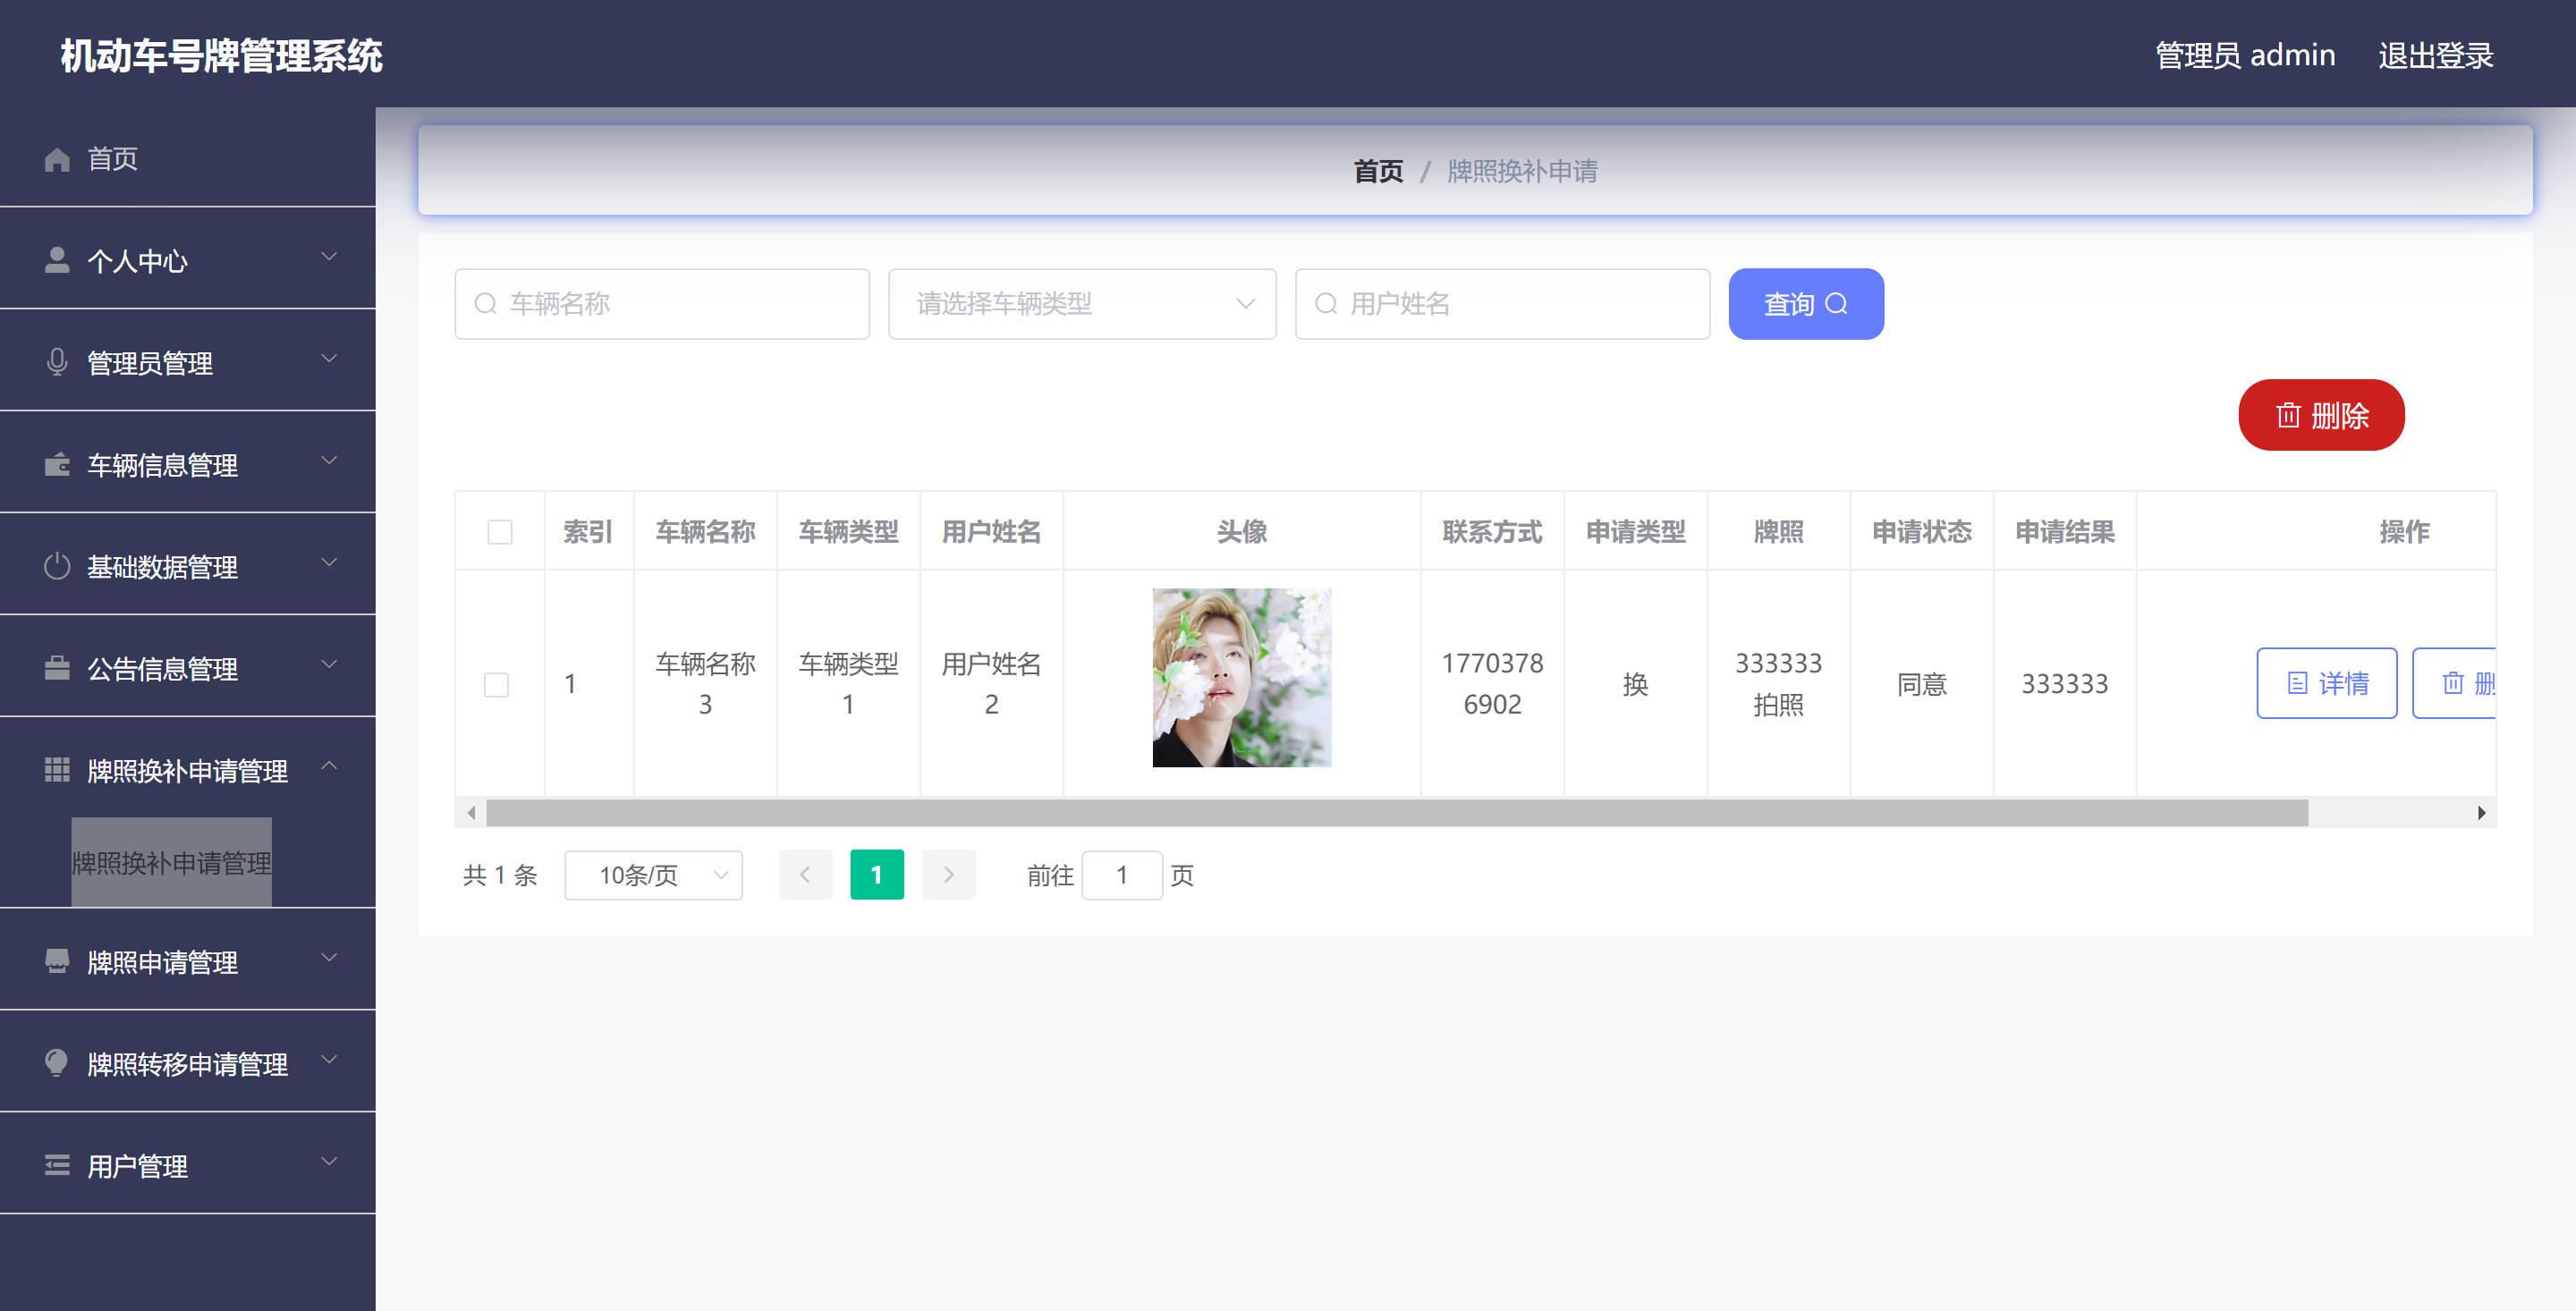 机动车号牌管理系统
管理员 admin 退出登录
首页
个人中心
管理员管理
车辆信息管理
基础数据管理
公告信息管理
牌照换补申请管理
牌照换补申请管理
牌照申请管理
牌照转移申请管理
用户管理
首页 / 牌照换补申请
车辆名称 请选择车辆类型 用户姓名 查询
删除
索引 车辆名称 车辆类型 用户姓名 头像 联系方式 申请类型 牌照 申请状态 申请结果 操作
1 车辆名称3 车辆类型1 用户姓名2 17703786902 换 333333拍照 同意 333333 详情 删
共 1 条 10条/页 1 前往 1 页